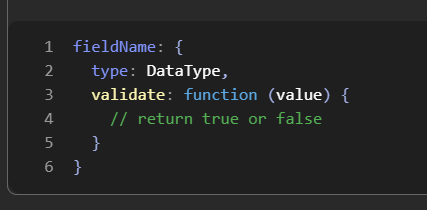 1 fieldName: {
2   type: DataType,
3   validate: function (value) {
4     // return true or false
5   }
6 }